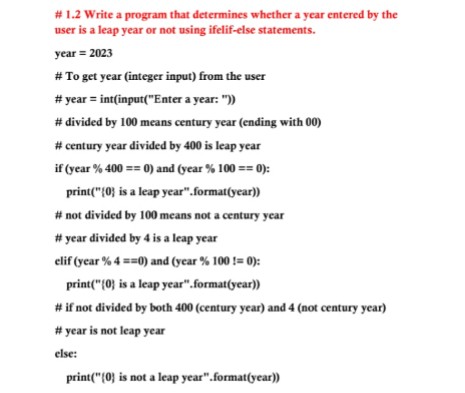 # 1.2 Write a program that determines whether a year entered by the
user is a leap year or not using ifelif-else statements.
year = 2023
# To get year (integer input) from the user
# year = int(input("Enter a year: "))
# divided by 100 means century year (ending with 00)
# century year divided by 400 is leap year
if (year % 400 == 0) and (year % 100 == 0):
print("{0} is a leap year".format(year))
# not divided by 100 means not a century year
# year divided by 4 is a leap year
elif (year % 4 ==0) and (year % 100 != 0):
print("{0} is a leap year".format(year))
# if not divided by both 400 (century year) and 4 (not century year)
# year is not leap year
else:
print("{0} is not a leap year".format(year))